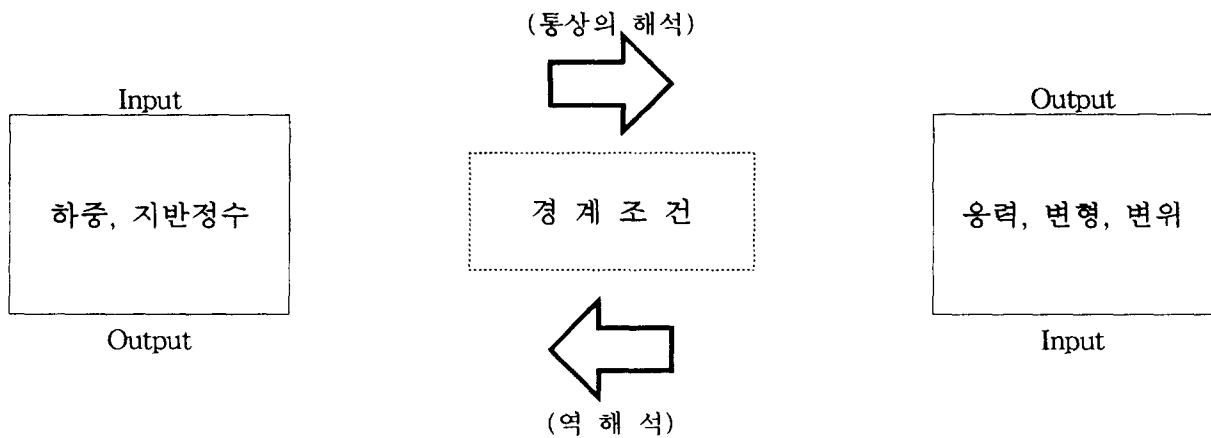 (통상의 해석)
Input
Output
하중, 지반정수
경 계 조 건
응력, 변형, 변위
Output
Input
(역 해 석)